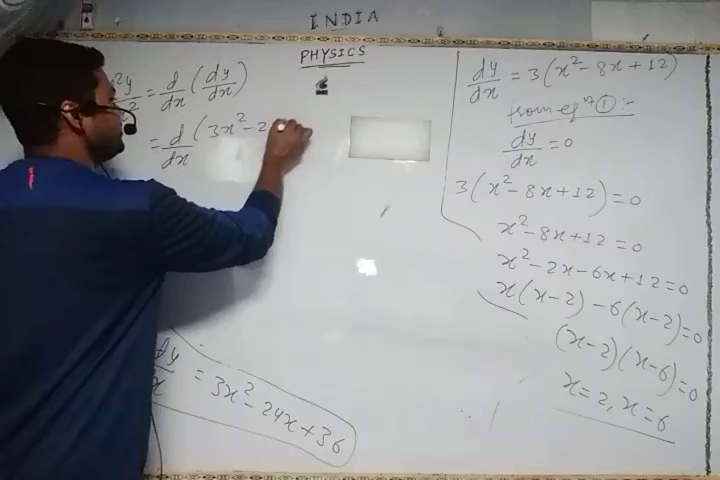 INDIA
PHYSICS
²y = d/dx (dy/dx)
= d/dx (3x² - 2
dy/dx = 3x² - 24x + 36
dy/dx = 3(x² - 8x + 12)
from eqⁿ ① :-
dy/dx = 0
3(x² - 8x + 12) = 0
x² - 8x + 12 = 0
x² - 2x - 6x + 12 = 0
x(x - 2) - 6(x - 2) = 0
(x - 2)(x - 6) = 0
x = 2, x = 6